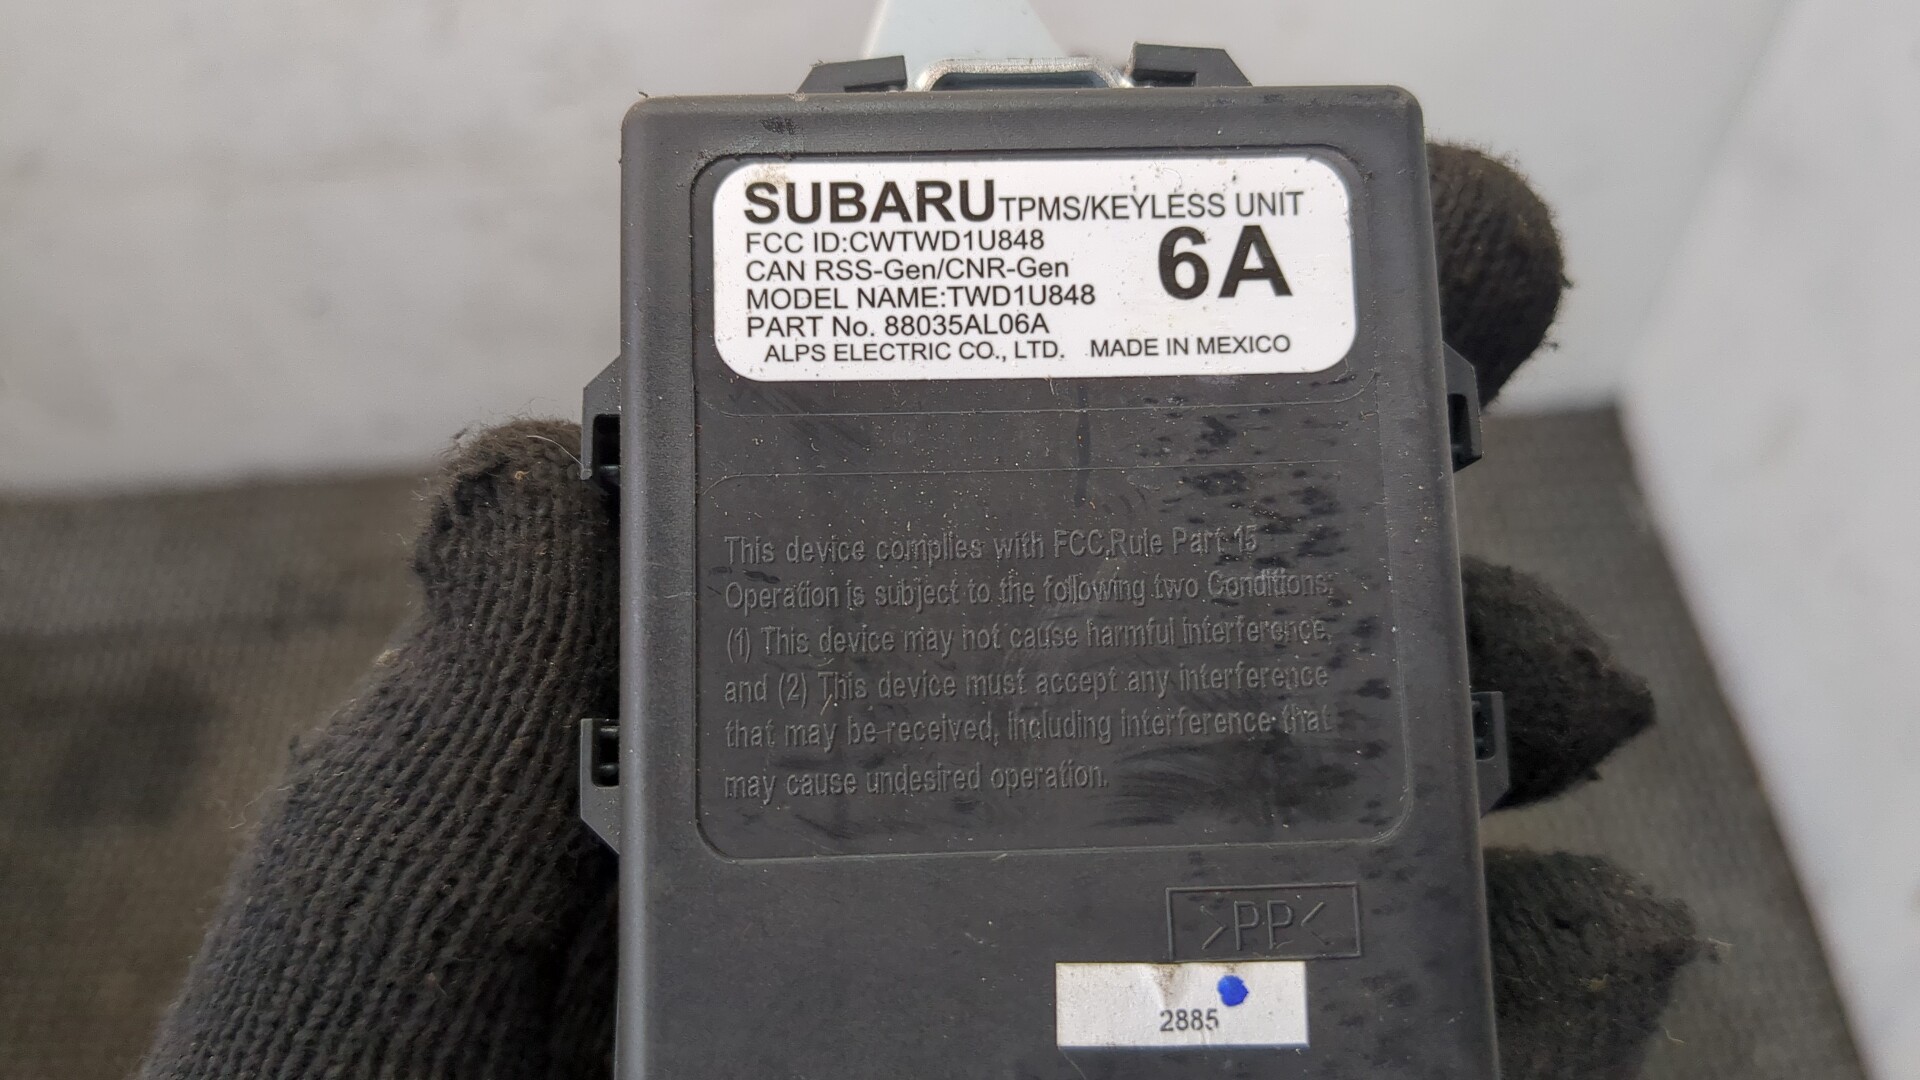 SUBARU TPMS/KEYLESS UNIT
FCC ID:CWTWD1U848
6A
CAN RSS-Gen/CNR-Gen
MODEL NAME:TWD1U848
PART No. 88035AL06A
ALPS ELECTRIC CO., LTD. MADE IN MEXICO
This device complies with FCC Rule Part 15
Operation is subject to the following two Conditions;
(1) This device may not cause harmful interference,
and (2) This device must accept any interference
that may be received, including interference that
may cause undesired operation.
>PP<
2885